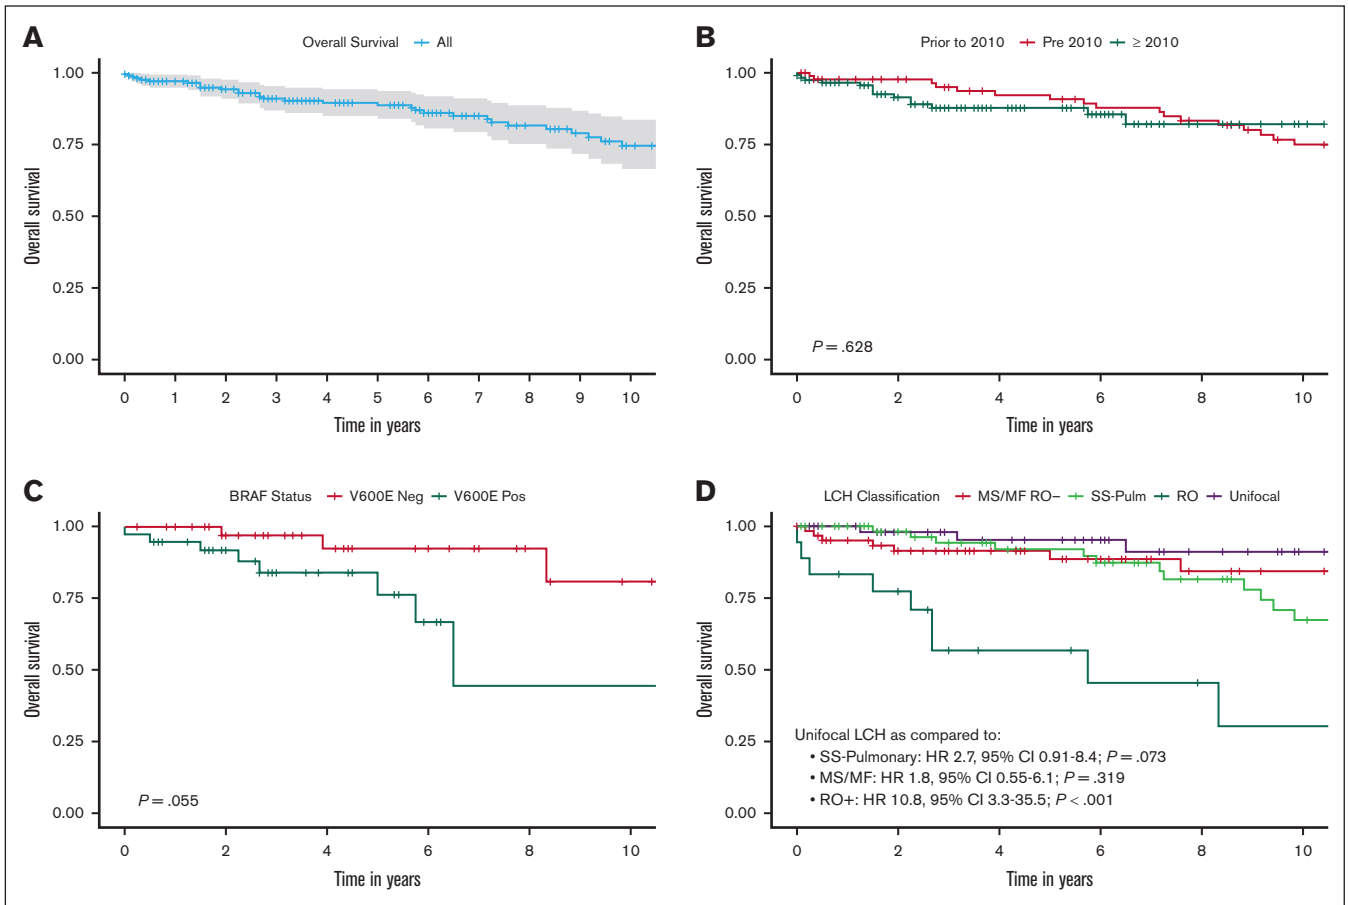 A
Overall Survival All
1.00
0.75
0.50
0.25
0.00
Overall survival
0 1 2 3 4 5 6 7 8 9 10
Time in years
B
Prior to 2010 Pre 2010 ≥ 2010
1.00
0.75
0.50
0.25
0.00
Overall survival
P = .628
0 2 4 6 8 10
Time in years
C
BRAF Status V600E Neg V600E Pos
1.00
0.75
0.50
0.25
0.00
Overall survival
P = .055
0 2 4 6 8 10
Time in years
D
LCH Classification MS/MF RO– SS-Pulm RO Unifocal
1.00
0.75
0.50
0.25
0.00
Overall survival
Unifocal LCH as compared to:
• SS-Pulmonary: HR 2.7, 95% CI 0.91-8.4; P = .073
• MS/MF: HR 1.8, 95% CI 0.55-6.1; P = .319
• RO+: HR 10.8, 95% CI 3.3-35.5; P < .001
0 2 4 6 8 10
Time in years